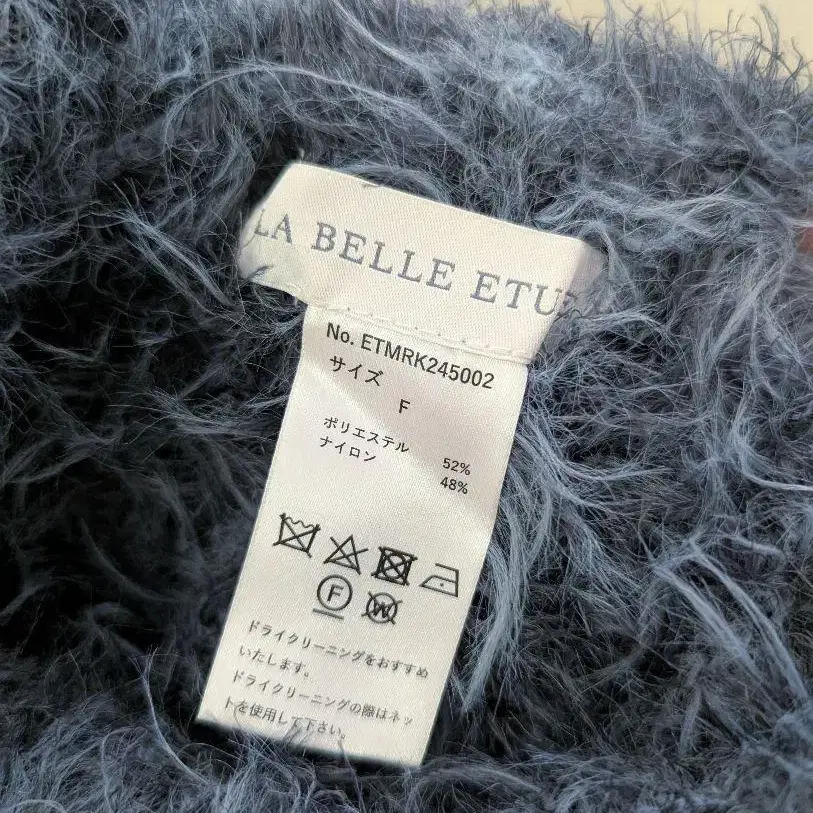 LA BELLE ETU
No. ETMRK245002
サイズ
F
ポリエステル 52%
ナイロン 48%
F
W
ドライクリーニングをおすすめ
いたします。
ドライクリーニングの際はネッ
トを使用して下さい。